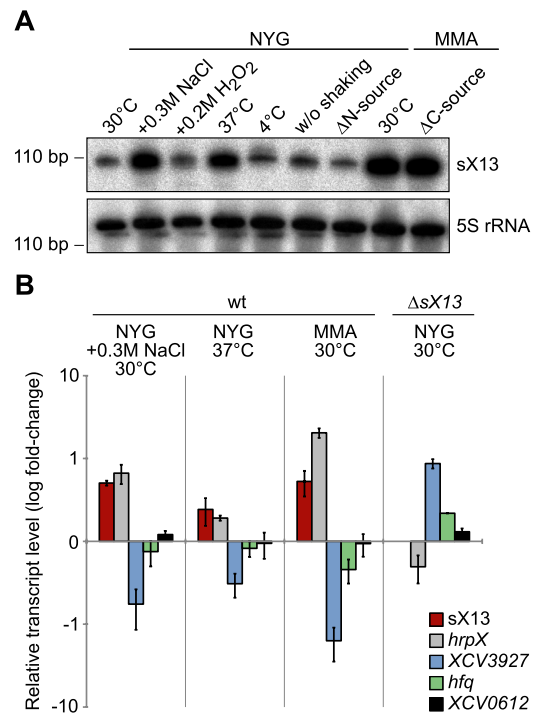 A
NYG
MMA
30°C
+0.3M NaCl
+0.2M H2O2
37°C
4°C
w/o shaking
ΔN-source
30°C
ΔC-source
110 bp
sX13
5S rRNA
110 bp
B
wt
ΔsX13
NYG
+0.3M NaCl
30°C
NYG
37°C
MMA
30°C
NYG
30°C
Relative transcript level (log fold-change)
10
1
0
-1
-10
sX13
hrpX
XCV3927
hfq
XCV0612